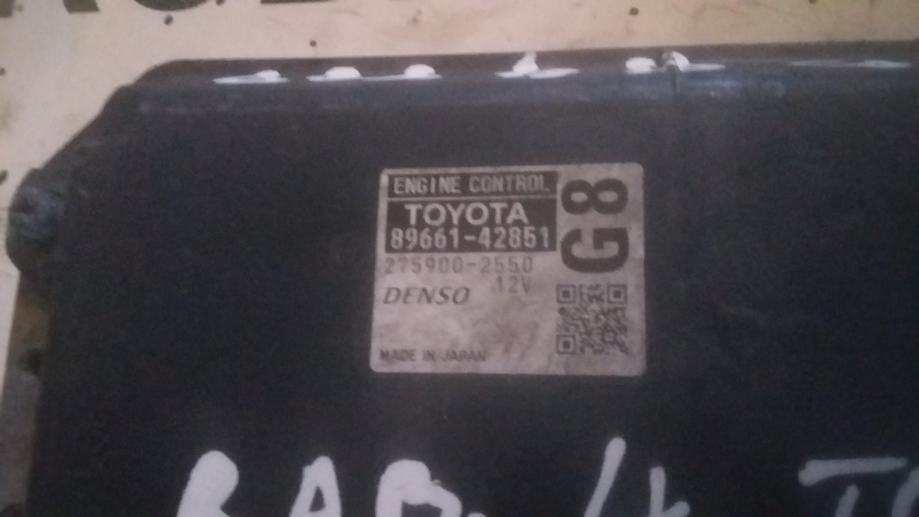 ENGINE CONTROL
TOYOTA
89661-42851
G8
275900-2550
12V
DENSO
MADE IN JAPAN